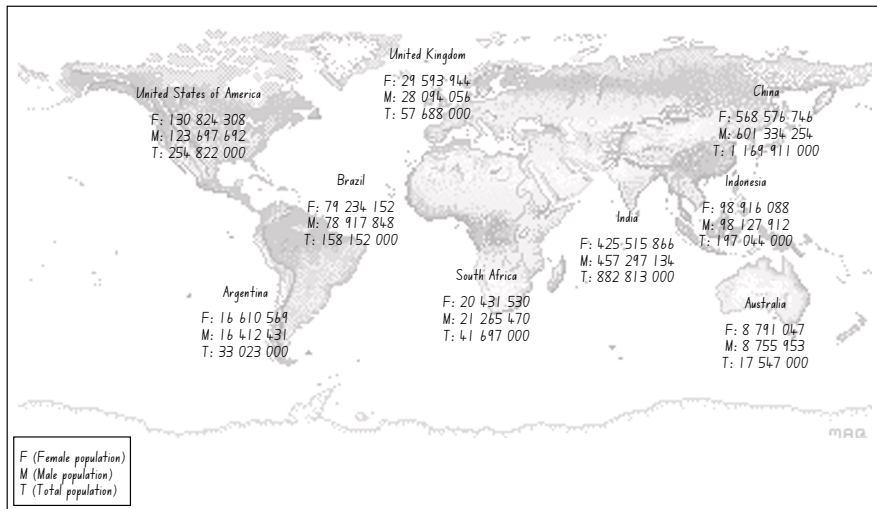 United Kingdom
F: 29 593 944
M: 28 094 056
T: 57 688 000
United States of America
F: 130 824 308
M: 123 697 692
T: 254 822 000
China
F: 568 576 746
M: 601 334 254
T: 1 169 911 000
Brazil
F: 79 234 152
M: 78 917 848
T: 158 152 000
Indonesia
F: 98 916 088
M: 98 127 912
T: 197 044 000
India
F: 425 515 866
M: 457 297 134
T: 882 813 000
South Africa
F: 20 431 530
M: 21 265 470
T: 41 697 000
Argentina
F: 16 610 569
M: 16 412 431
T: 33 023 000
Australia
F: 8 791 047
M: 8 755 953
T: 17 547 000
MAQ
F (Female population)
M (Male population)
T (Total population)